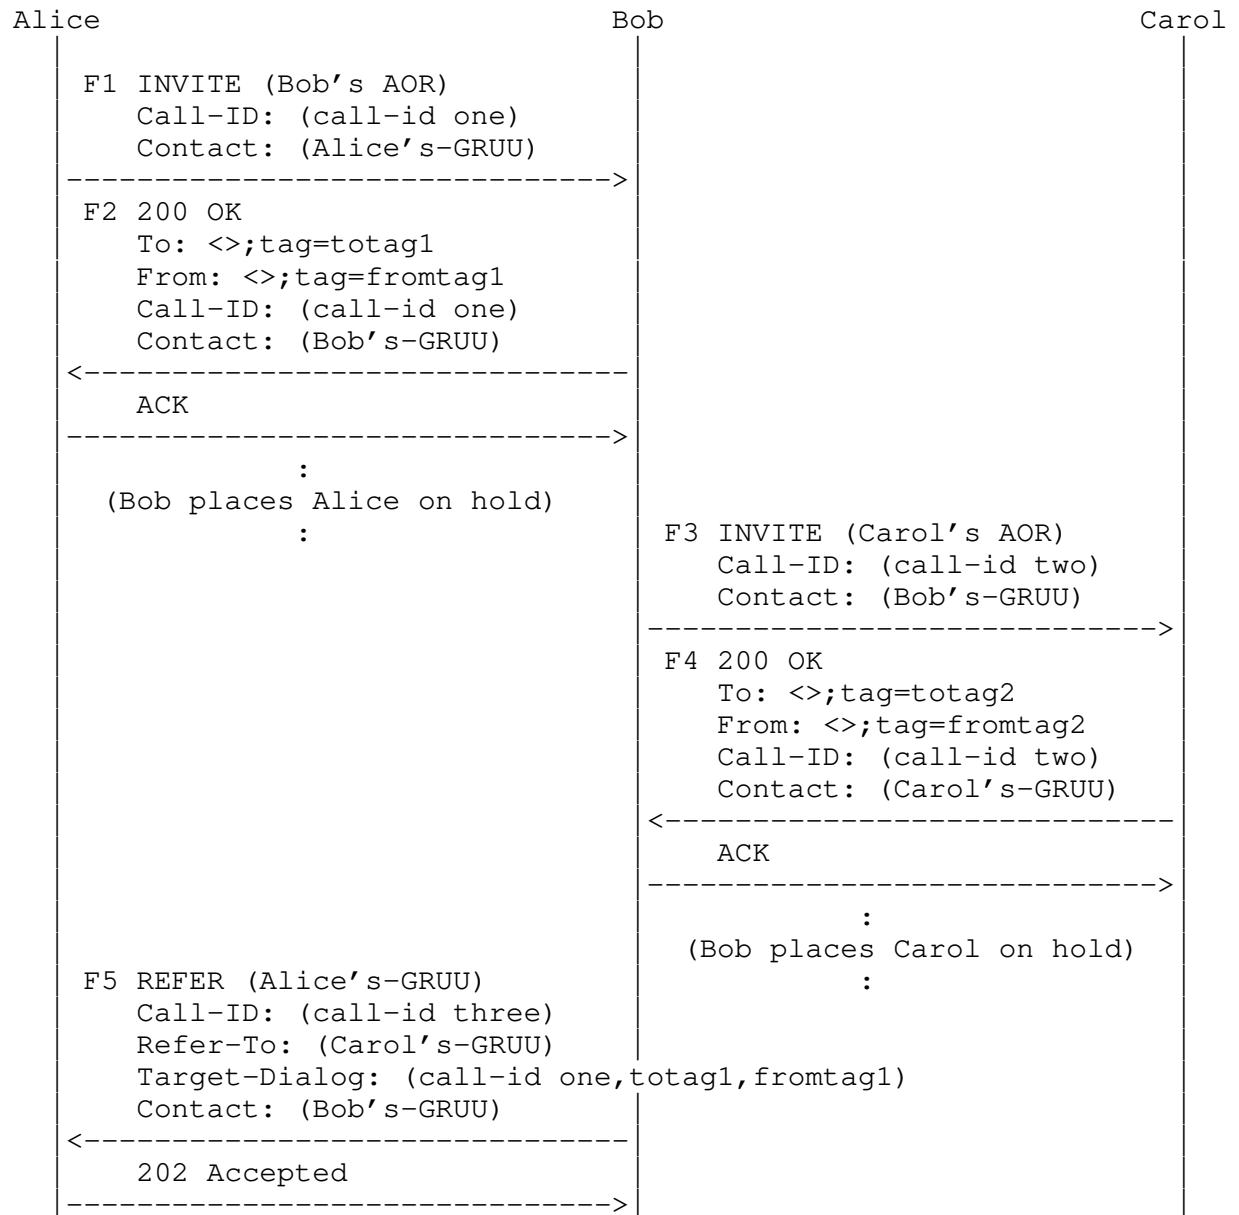 Alice Bob Carol
F1 INVITE (Bob's AOR)
Call-ID: (call-id one)
Contact: (Alice's-GRUU)
F2 200 OK
To: <>;tag=totag1
From: <>;tag=fromtag1
Call-ID: (call-id one)
Contact: (Bob's-GRUU)
ACK
:
(Bob places Alice on hold)
: F3 INVITE (Carol's AOR)
Call-ID: (call-id two)
Contact: (Bob's-GRUU)
F4 200 OK
To: <>;tag=totag2
From: <>;tag=fromtag2
Call-ID: (call-id two)
Contact: (Carol's-GRUU)
ACK
:
(Bob places Carol on hold)
F5 REFER (Alice's-GRUU) :
Call-ID: (call-id three)
Refer-To: (Carol's-GRUU)
Target-Dialog: (call-id one,totag1,fromtag1)
Contact: (Bob's-GRUU)
202 Accepted